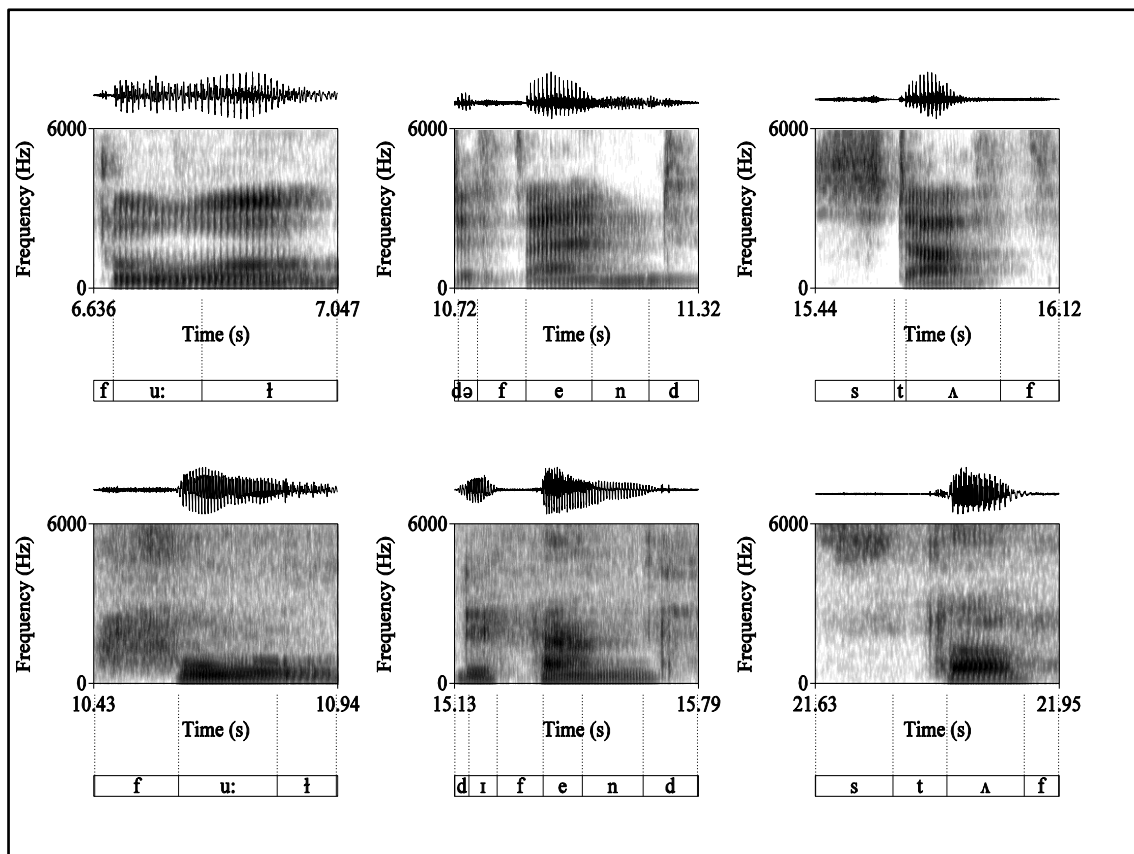 6000 6000 6000
Frequency (Hz) Frequency (Hz) Frequency (Hz)
0 0 0
6.636 7.047 10.72 11.32 15.44 16.12
Time (s) Time (s) Time (s)
f u: ɫ d ə f e n d s t ʌ f
6000 6000 6000
Frequency (Hz) Frequency (Hz) Frequency (Hz)
0 0 0
10.43 10.94 15.13 15.79 21.63 21.95
Time (s) Time (s) Time (s)
f u: ɫ d ɪ f e n d s t ʌ f